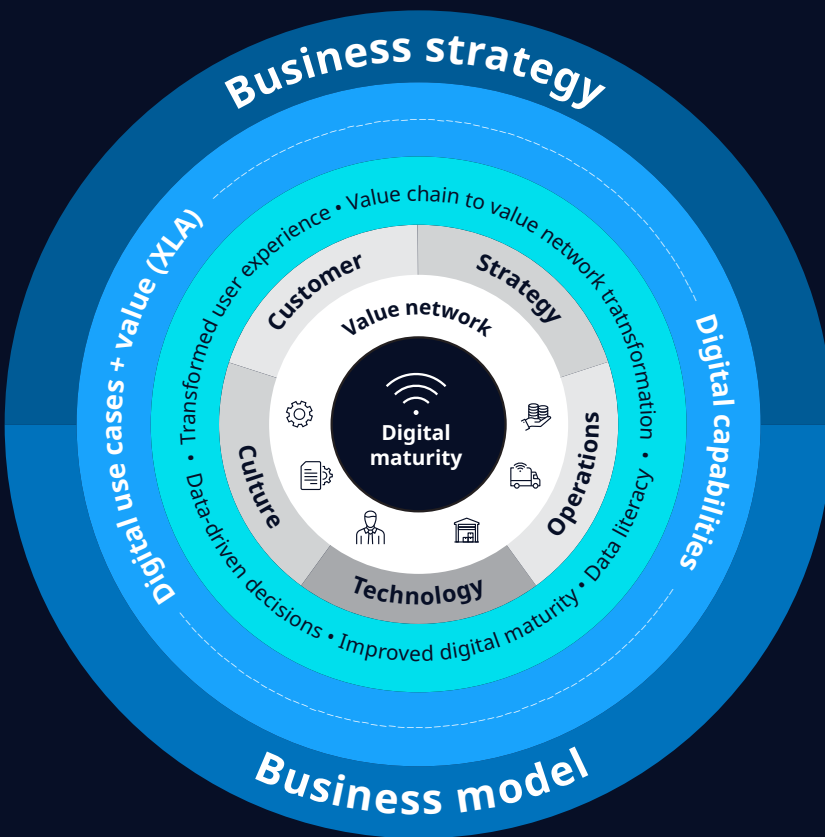 Business strategy
Digital use cases + value (XLA)
Digital capabilities
• Transformed user experience • Value chain to value network tratnsformation •
Data-driven decisions • Improved digital maturity • Data literacy
Customer
Strategy
Operations
Technology
Culture
Value network
Digital
maturity
Business model